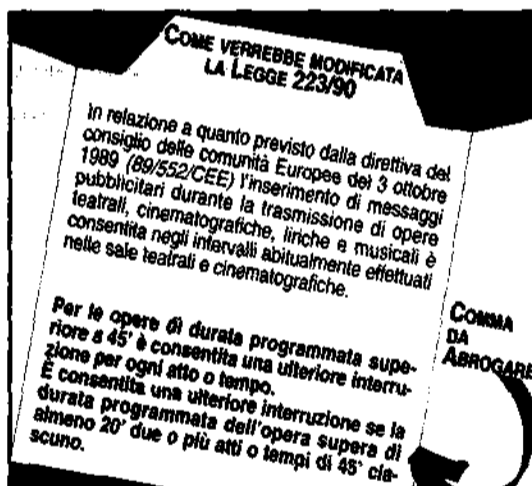 COME VERREBBE MODIFICATA
LA LEGGE 223/90
In relazione a quanto previsto dalla direttiva del
consiglio delle comunità Europee del 3 ottobre
1989 (89/552/CEE) l'inserimento di messaggi
pubblicitari durante la trasmissione di opere
teatrali, cinematografiche, liriche e musicali è
consentita negli intervalli abitualmente effettuati
nelle sale teatrali e cinematografiche.
Per le opere di durata programmata supe-
riore a 45' è consentita una ulteriore interru-
zione per ogni atto o tempo.
È consentita una ulteriore interruzione se la
durata programmata dell'opera supera di
almeno 20' due o più atti o tempi di 45' cia-
scuno.
COMMA
DA
ABROGARE